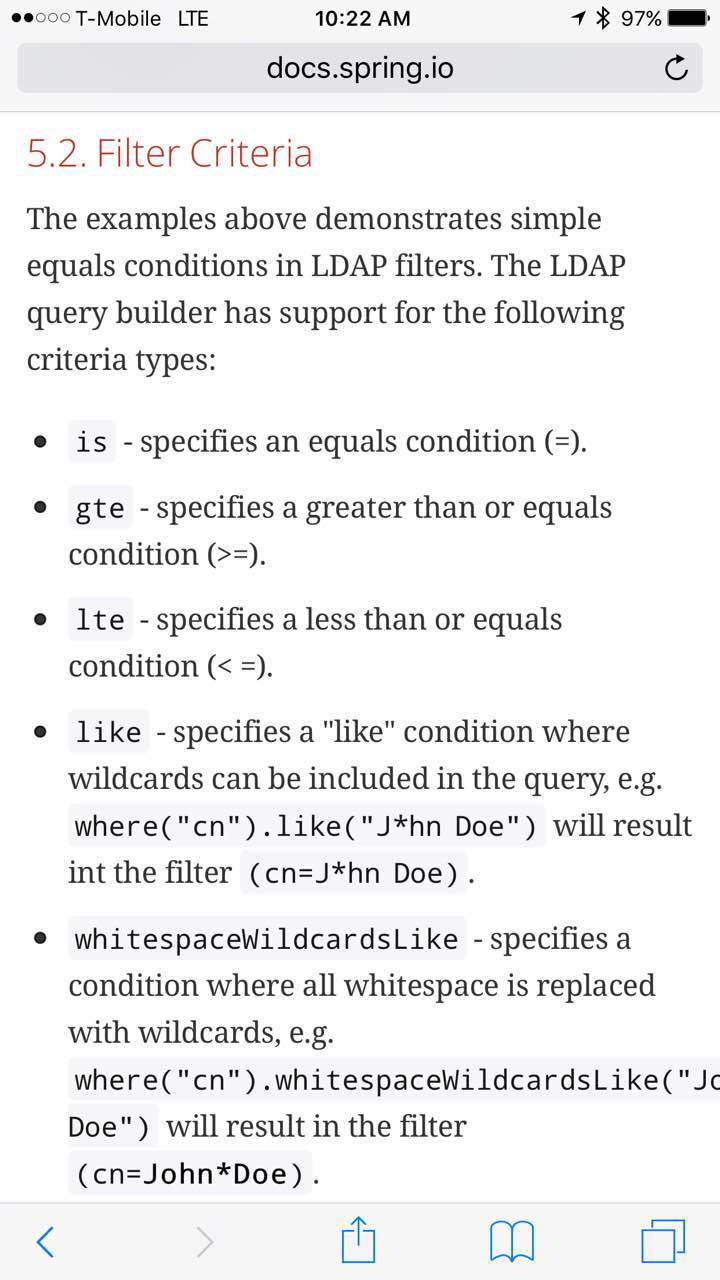 T-Mobile LTE 10:22 AM 97%
docs.spring.io
5.2. Filter Criteria
The examples above demonstrates simple
equals conditions in LDAP filters. The LDAP
query builder has support for the following
criteria types:
is - specifies an equals condition (=).
gte - specifies a greater than or equals
condition (>=).
lte - specifies a less than or equals
condition (< =).
like - specifies a "like" condition where
wildcards can be included in the query, e.g.
where("cn").like("J*hn Doe") will result
int the filter (cn=J*hn Doe).
whitespaceWildcardsLike - specifies a
condition where all whitespace is replaced
with wildcards, e.g.
where("cn").whitespaceWildcardsLike("Jo
Doe") will result in the filter
(cn=John*Doe).